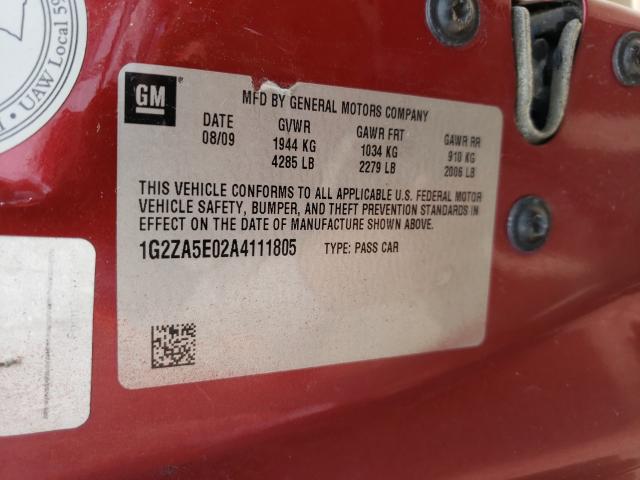 UAW Local 59
GM
MFD BY GENERAL MOTORS COMPANY
DATE GVWR GAWR FRT GAWR RR
08/09 1944 KG 1034 KG 910 KG
4285 LB 2279 LB 2006 LB
THIS VEHICLE CONFORMS TO ALL APPLICABLE U.S. FEDERAL MOTOR
VEHICLE SAFETY, BUMPER, AND THEFT PREVENTION STANDARDS IN
EFFECT ON THE DATE OF MANUFACTURE SHOWN ABOVE.
1G2ZA5E02A4111805 TYPE: PASS CAR